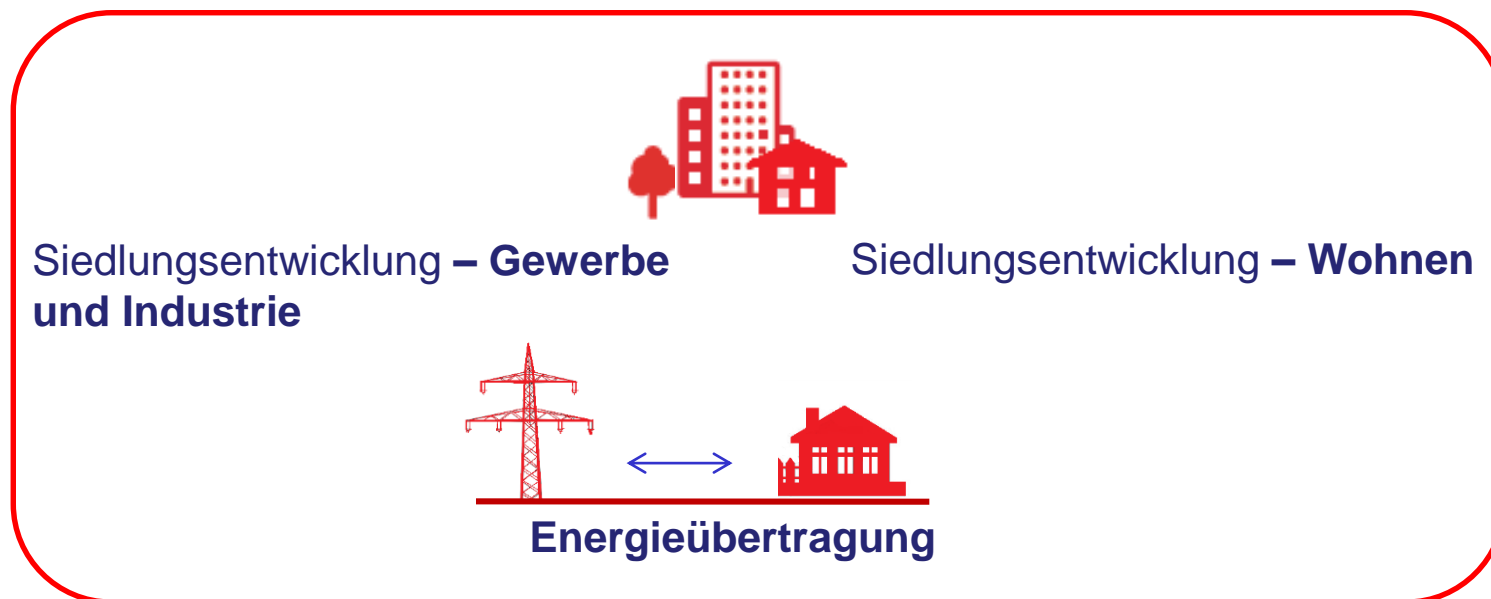 Siedlungsentwicklung – Gewerbe
und Industrie
Siedlungsentwicklung – Wohnen
Energieübertragung